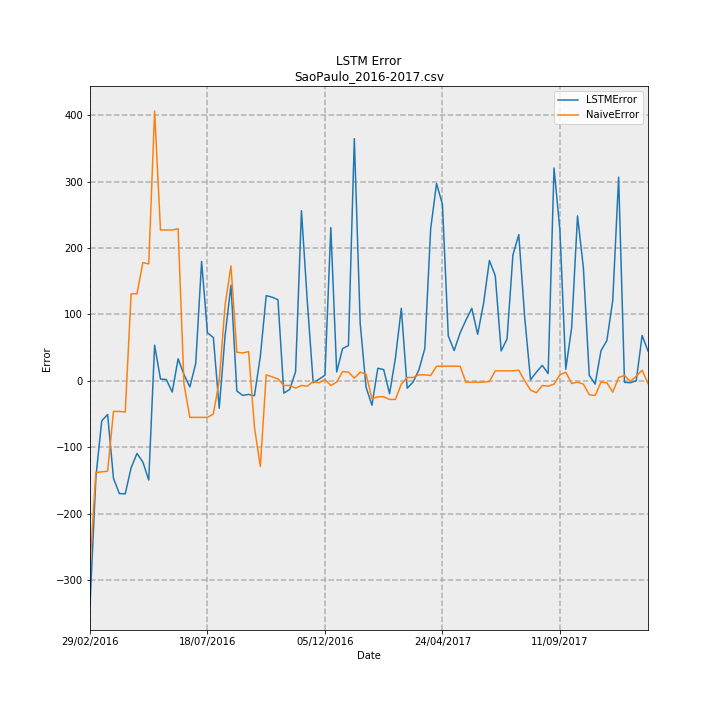 LSTM Error
SaoPaulo_2016-2017.csv
LSTMError
NaiveError
400
300
200
100
0
−100
−200
−300
Error
29/02/2016 18/07/2016 05/12/2016 24/04/2017 11/09/2017
Date